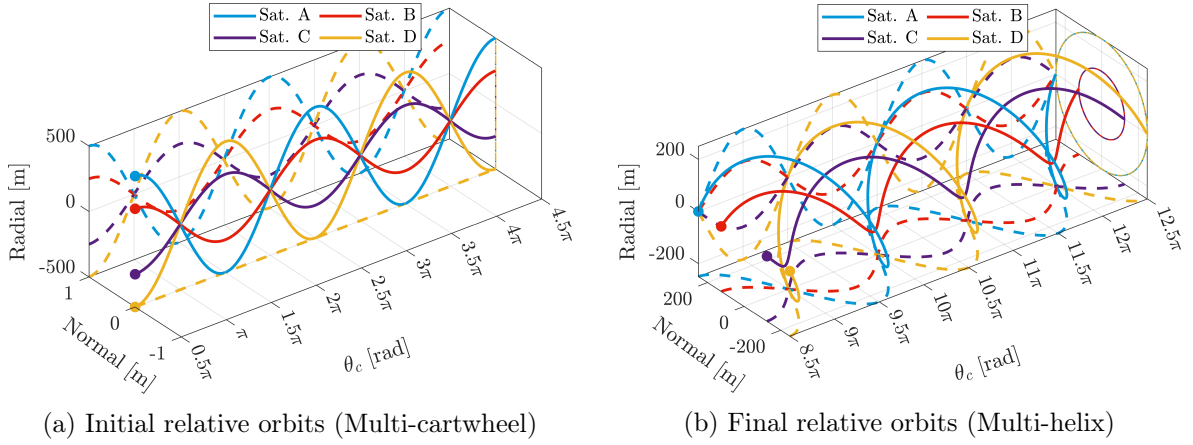 Sat. A Sat. B
Sat. C Sat. D
500
0
-500
Radial [m]
1
0
-1
Normal [m]
0.5π
π
1.5π
2π
2.5π
3π
3.5π
4π
4.5π
θc [rad]
(a) Initial relative orbits (Multi-cartwheel)
Sat. A Sat. B
Sat. C Sat. D
200
0
-200
Radial [m]
200
0
-200
Normal [m]
8.5π
9π
9.5π
10π
10.5π
11π
11.5π
12π
12.5π
θc [rad]
(b) Final relative orbits (Multi-helix)